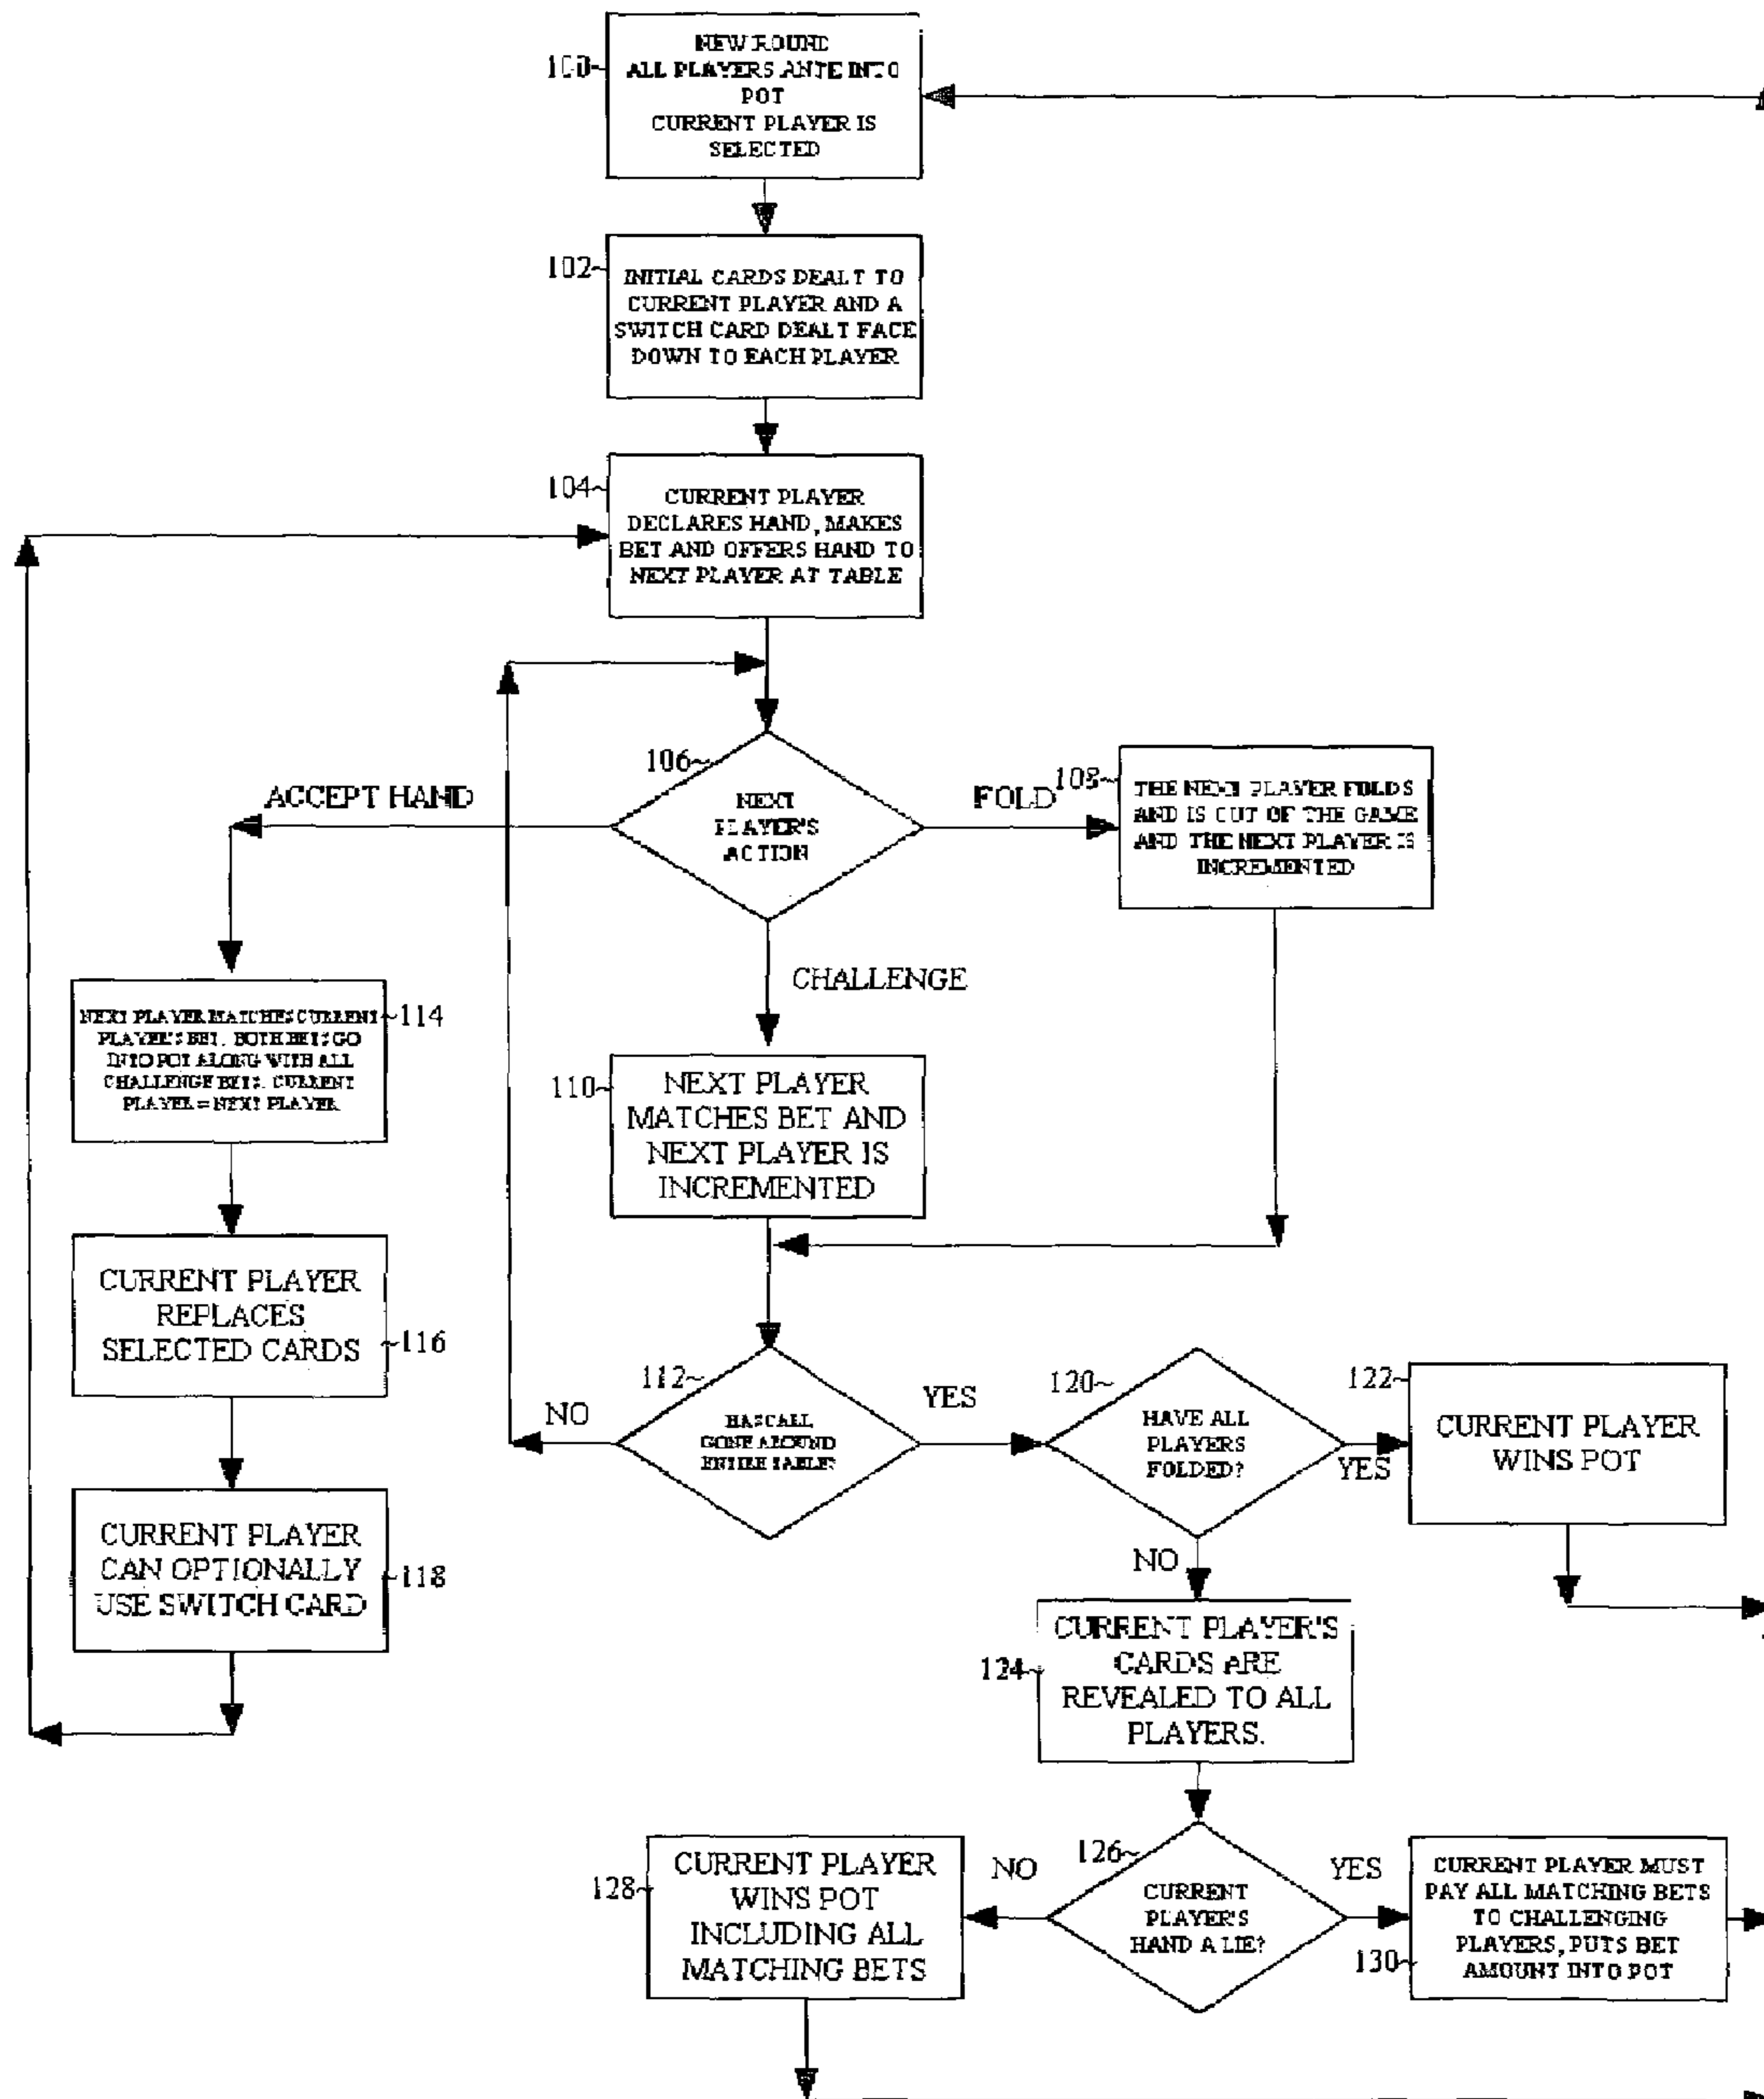 NEW ROUND
ALL PLAYERS ANTE INTO
POT
CURRENT PLAYER IS
SELECTED
100
102
INITIAL CARDS DEALT TO
CURRENT PLAYER AND A
SWITCH CARD DEALT FACE
DOWN TO EACH PLAYER
104
CURRENT PLAYER
DECLARES HAND, MAKES
BET AND OFFERS HAND TO
NEXT PLAYER AT TABLE
106
NEXT
PLAYER'S
ACTION
ACCEPT HAND
FOLD
108
THE NEXT PLAYER FOLDS
AND IS OUT OF THE GAME
AND THE NEXT PLAYER IS
INCREMENTED
CHALLENGE
NEXT PLAYER MATCHES CURRENT
PLAYER'S BET. BOTH BETS GO
INTO POT ALONG WITH ALL
CHALLENGE BETS. CURRENT
PLAYER = NEXT PLAYER
114
110
NEXT PLAYER
MATCHES BET AND
NEXT PLAYER IS
INCREMENTED
CURRENT PLAYER
REPLACES
SELECTED CARDS
116
112
HAS CALL
GONE AROUND
ENTIRE TABLE?
NO
YES
120
HAVE ALL
PLAYERS
FOLDED?
YES
122
CURRENT PLAYER
WINS POT
CURRENT PLAYER
CAN OPTIONALLY
USE SWITCH CARD
118
NO
124
CURRENT PLAYER'S
CARDS ARE
REVEALED TO ALL
PLAYERS.
126
CURRENT
PLAYER'S
HAND A LIE?
NO
YES
128
CURRENT PLAYER
WINS POT
INCLUDING ALL
MATCHING BETS
CURRENT PLAYER MUST
PAY ALL MATCHING BETS
TO CHALLENGING
PLAYERS, PUTS BET
AMOUNT INTO POT
130